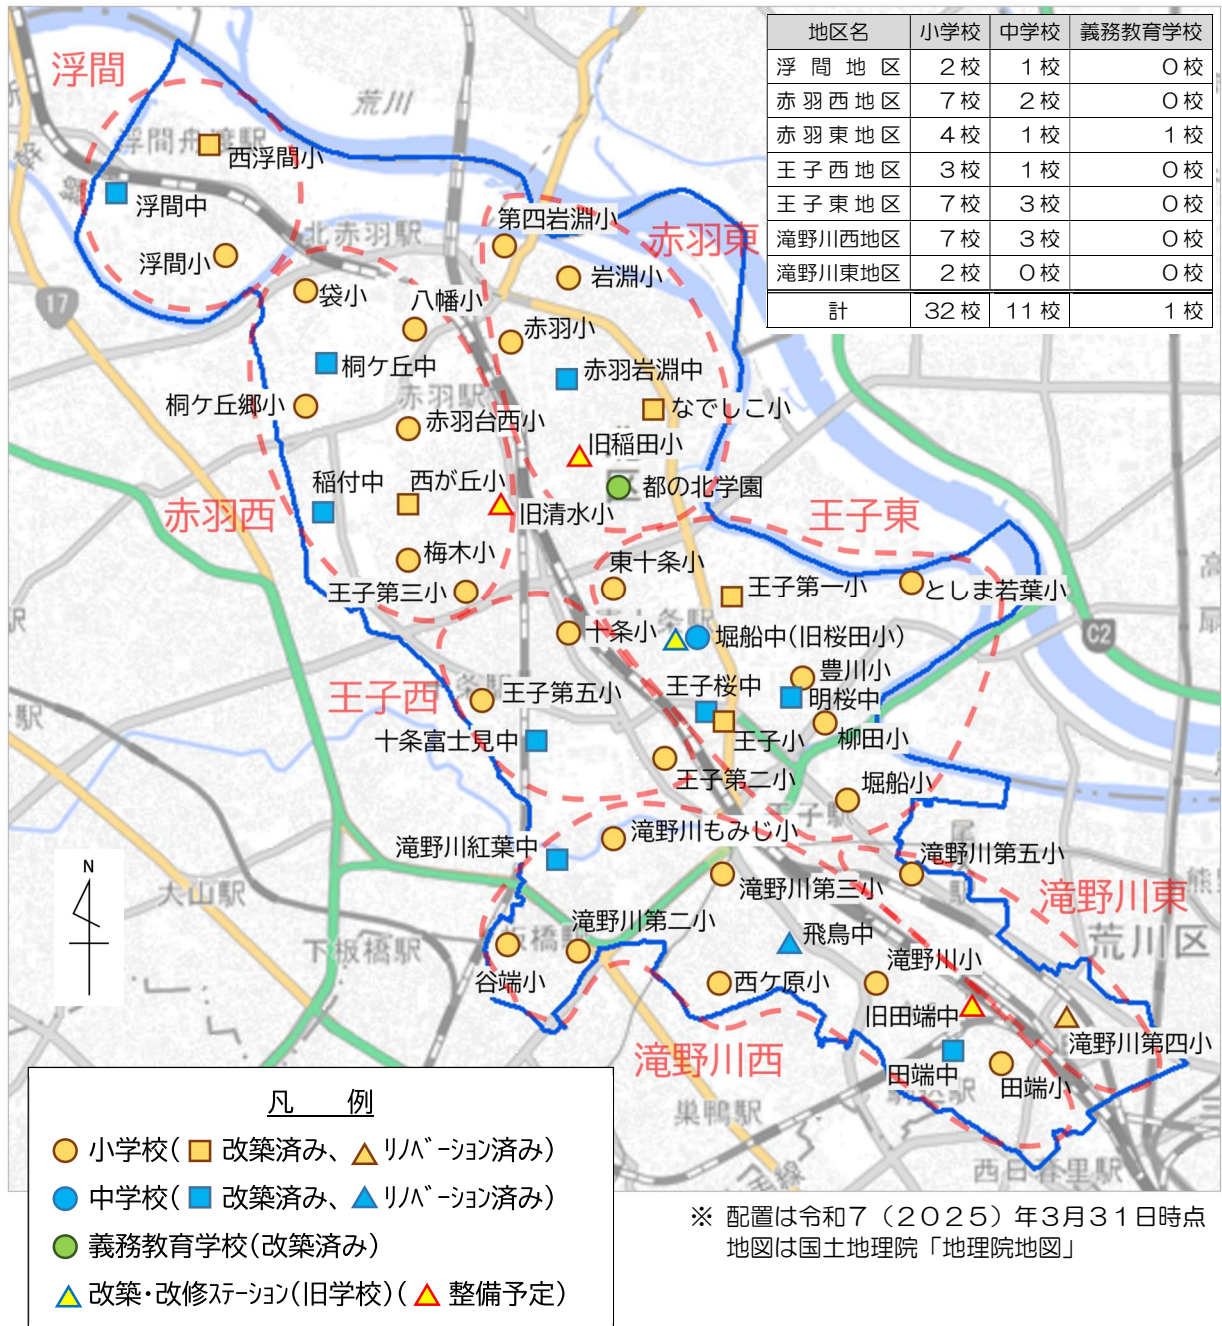 地区名 小学校 中学校 義務教育学校
浮間地区 2校 1校 0校
赤羽西地区 7校 2校 0校
赤羽東地区 4校 1校 1校
王子西地区 3校 1校 0校
王子東地区 7校 3校 0校
滝野川西地区 7校 3校 0校
滝野川東地区 2校 0校 0校
計 32校 11校 1校
浮間
荒川
浮間舟渡駅
西浮間小
浮間中
浮間小
北赤羽駅
第四岩淵小
赤羽東
岩淵小
17
袋小
八幡小
赤羽小
桐ケ丘中
赤羽岩淵中
赤羽駅
桐ケ丘郷小
なでしこ小
赤羽台西小
旧稲田小
区
稲付中
西が丘小
都の北学園
赤羽西
旧清水小
王子東
梅木小
東十条小
王子第三小
王子第一小
としま若葉小
十条小
堀船中(旧桜田小)
C2
豊川小
王子西
王子第五小
王子桜中
明桜中
十条富士見中
王子小
柳田小
王子第二小
堀船小
王子駅
滝野川もみじ小
滝野川紅葉中
滝野川第五小
滝野川第三小
大山駅
滝野川東
滝野川第二小
飛鳥中
荒川区
下板橋駅
板橋駅
滝野川小
谷端小
西ケ原小
旧田端中
滝野川第四小
滝野川西
田端中
田端小
駒込駅
巣鴨駅
西日暮里駅
N
凡　例
小学校( 改築済み、 ﾘﾉﾍﾞｰｼｮﾝ済み)
中学校( 改築済み、 ﾘﾉﾍﾞｰｼｮﾝ済み)
義務教育学校(改築済み)
改築・改修ｽﾃｰｼｮﾝ(旧学校)( 整備予定)
※ 配置は令和７（２０２５）年３月３１日時点
地図は国土地理院「地理院地図」